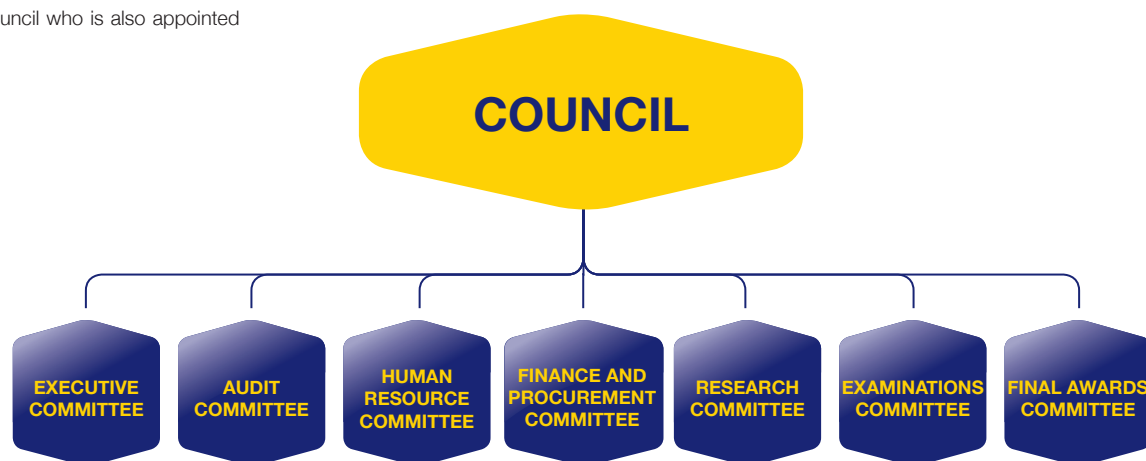 who is also appointed
COUNCIL
EXECUTIVE
COMMITTEE
AUDIT
COMMITTEE
HUMAN
RESOURCE
COMMITTEE
FINANCE AND
PROCUREMENT
COMMITTEE
RESEARCH
COMMITTEE
EXAMINATIONS
COMMITTEE
FINAL AWARDS
COMMITTEE